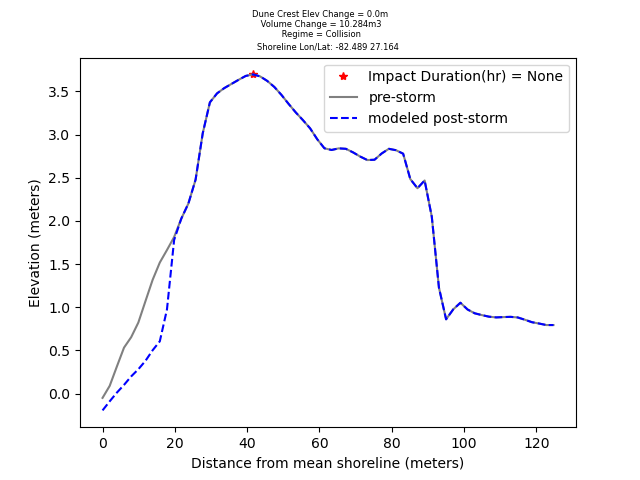 Dune Crest Elev Change = 0.0m
Volume Change = 10.284m3
Regime = Collision
Shoreline Lon/Lat: -82.489 27.164
Impact Duration(hr) = None
pre-storm
modeled post-storm
Elevation (meters)
3.5
3.0
2.5
2.0
1.5
1.0
0.5
0.0
0 20 40 60 80 100 120
Distance from mean shoreline (meters)